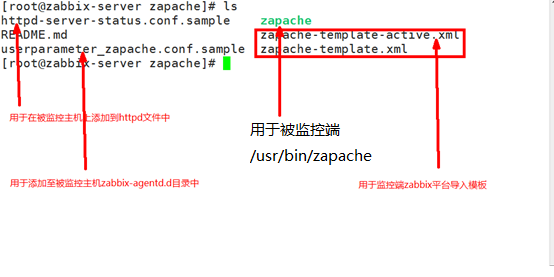 [root@zabbix-server zapache]# ls
httpd-server-status.conf.sample zapache
README.md zapache-template-active.xml
userparameter_zapache.conf.sample zapache-template.xml
[root@zabbix-server zapache]#
用于在被监控主机上添加到httpd文件中
用于被监控端
/usr/bin/zapache
用于添加至被监控主机zabbix-agentd.d目录中
用于监控端zabbix平台导入模板